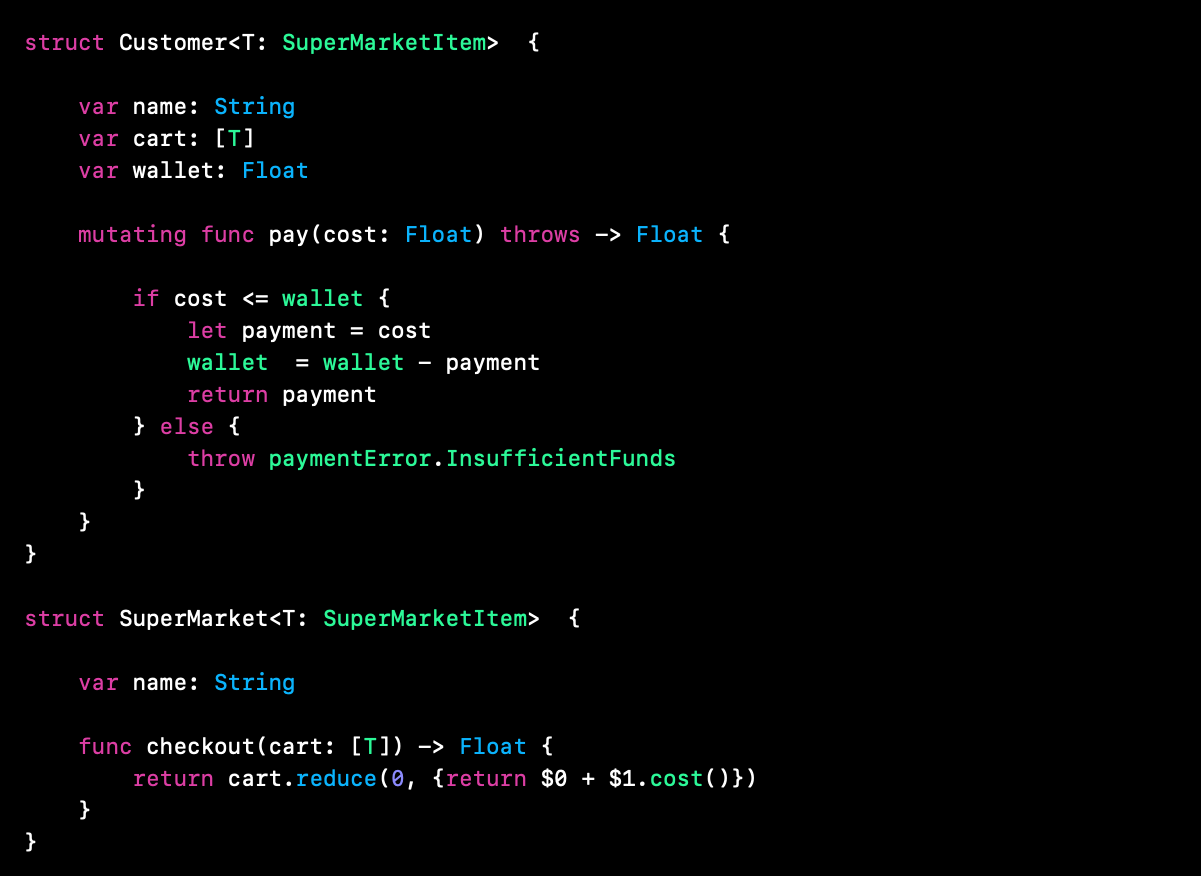 struct Customer<T: SuperMarketItem>  {
    var name: String
    var cart: [T]
    var wallet: Float
    mutating func pay(cost: Float) throws -> Float {
        if cost <= wallet {
            let payment = cost
            wallet  = wallet - payment
            return payment
        } else {
            throw paymentError.InsufficientFunds
        }
    }
}
struct SuperMarket<T: SuperMarketItem>  {
    var name: String
    func checkout(cart: [T]) -> Float {
        return cart.reduce(0, {return $0 + $1.cost()})
    }
}